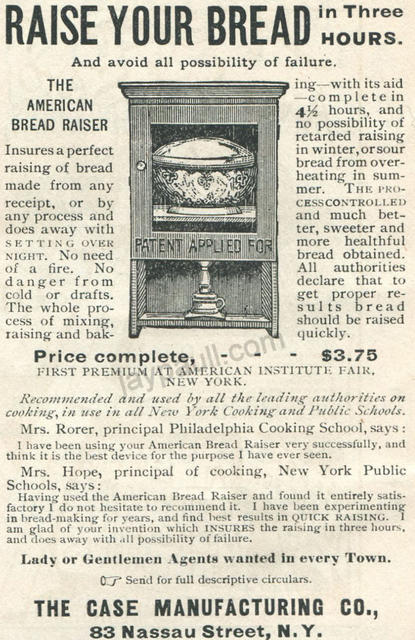 RAISE YOUR BREAD in Three HOURS.
And avoid all possibility of failure.
THE
AMERICAN
BREAD RAISER
Insures a perfect
raising of bread
made from any
receipt, or by
any process and
does away with
SETTING OVER
NIGHT. No need
of a fire. No
danger from
cold or drafts.
The whole pro-
cess of mixing,
raising and bak-
PATENT APPLIED FOR
ing—with its aid
—complete in
4½ hours, and
no possibility of
retarded raising
in winter, or sour
bread from over-
heating in sum-
mer. THE PRO-
CESS CONTROLLED
and much bet-
ter, sweeter and
more healthful
bread obtained.
All authorities
declare that to
get proper re-
sults bread
should be raised
quickly.
Price complete, - - - $3.75
FIRST PREMIUM AT AMERICAN INSTITUTE FAIR,
NEW YORK.
Recommended and used by all the leading authorities on
cooking, in use in all New York Cooking and Public Schools.
Mrs. Rorer, principal Philadelphia Cooking School, says:
I have been using your American Bread Raiser very successfully, and
think it is the best device for the purpose I have ever seen.
Mrs. Hope, principal of cooking, New York Public
Schools, says:
Having used the American Bread Raiser and found it entirely satis-
factory I do not hesitate to recommend it. I have been experimenting
in bread-making for years, and find best results in QUICK RAISING. I
am glad of your invention which INSURES the raising in three hours,
and does away with all possibility of failure.
Lady or Gentlemen Agents wanted in every Town.
☞ Send for full descriptive circulars.
THE CASE MANUFACTURING CO.,
83 Nassau Street, N. Y.